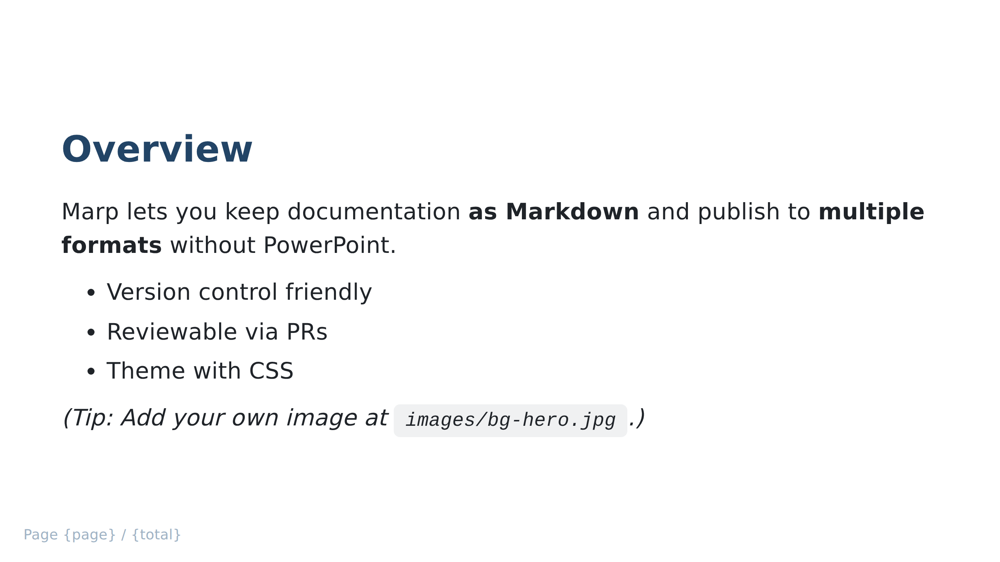 Overview
Marp lets you keep documentation as Markdown and publish to multiple
formats without PowerPoint.
• Version control friendly
• Reviewable via PRs
• Theme with CSS
(Tip: Add your own image at images/bg-hero.jpg.)
Page {page} / {total}